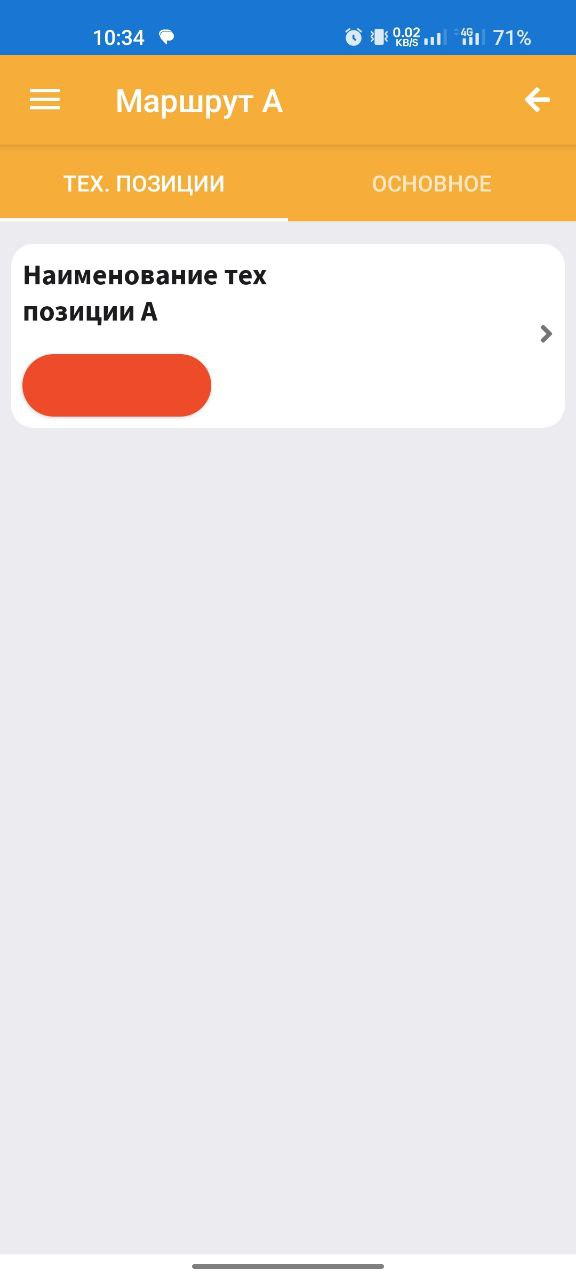 10:34
0.02
KB/S
4G
71%
Маршрут А
ТЕХ. ПОЗИЦИИ
ОСНОВНОЕ
Наименование тех
позиции А